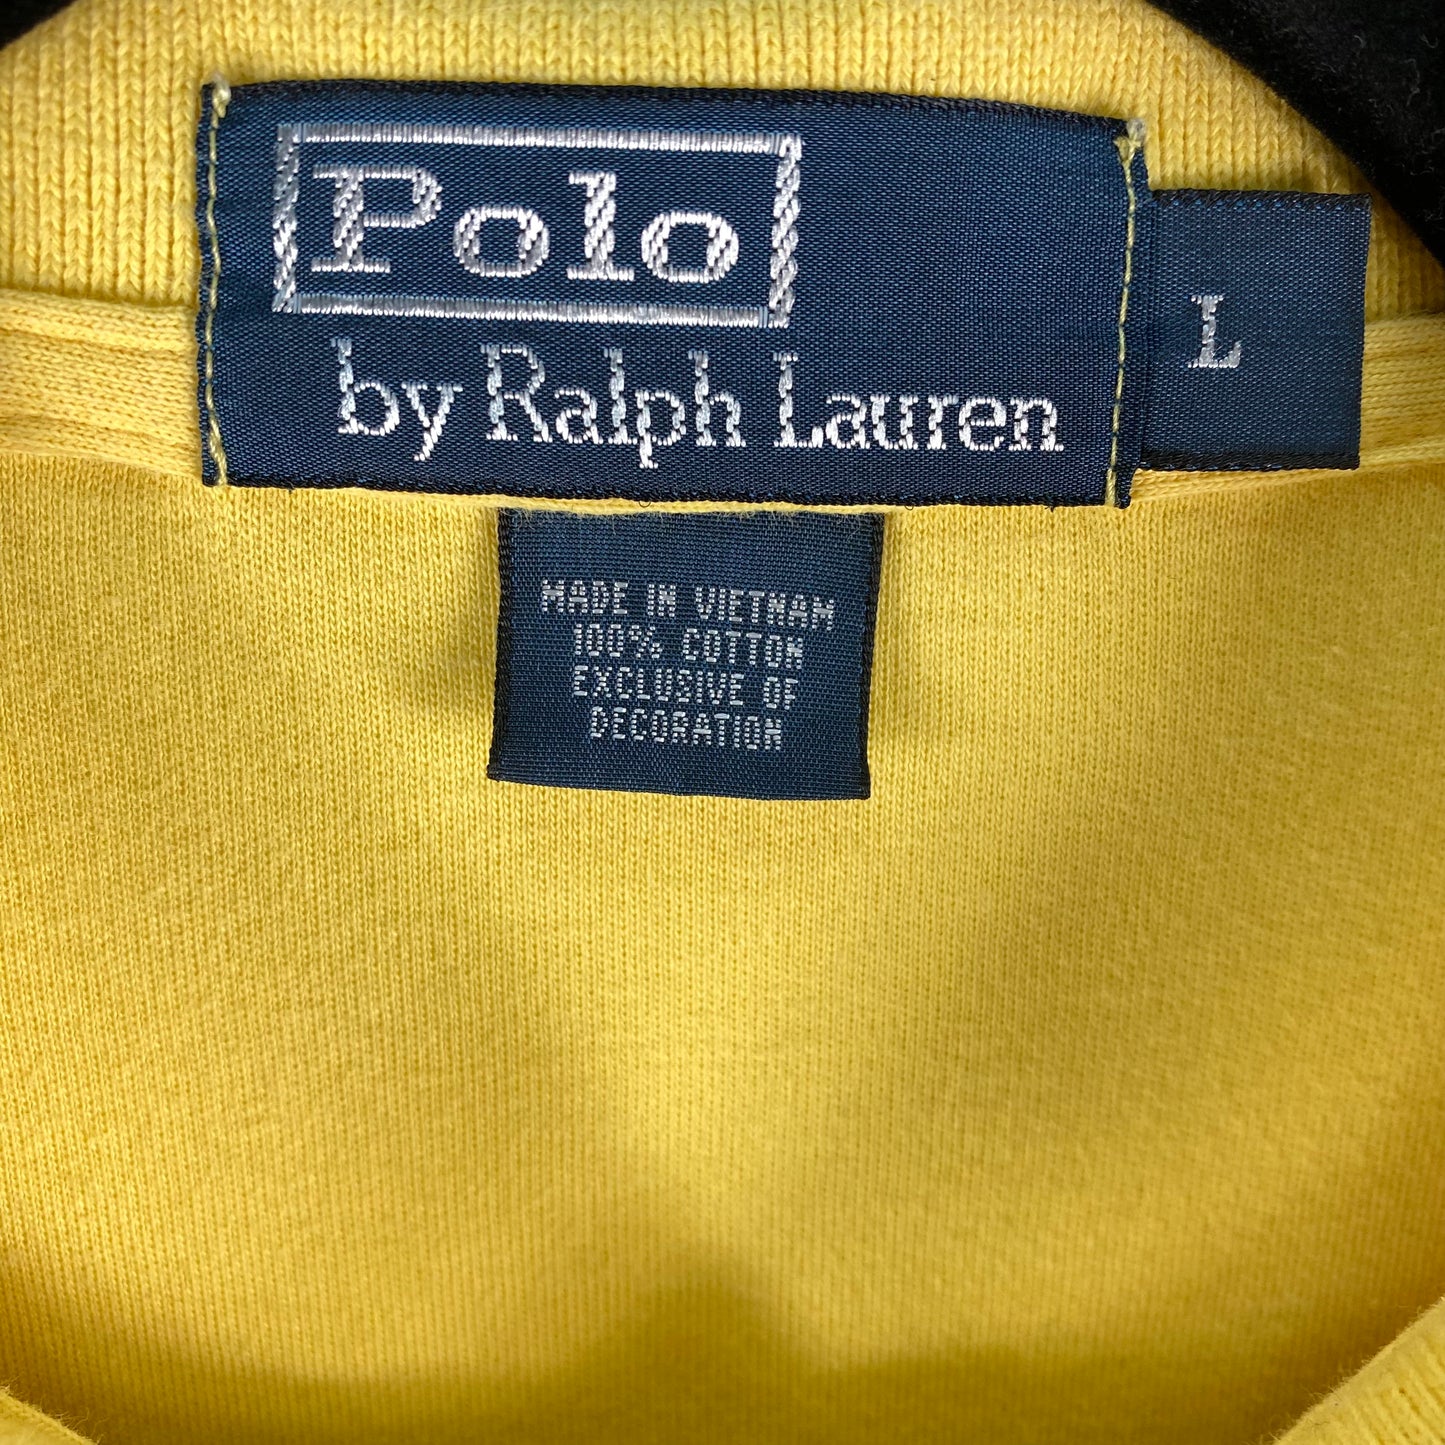 Polo
by Ralph Lauren
L
MADE IN VIETNAM
100% COTTON
EXCLUSIVE OF
DECORATION